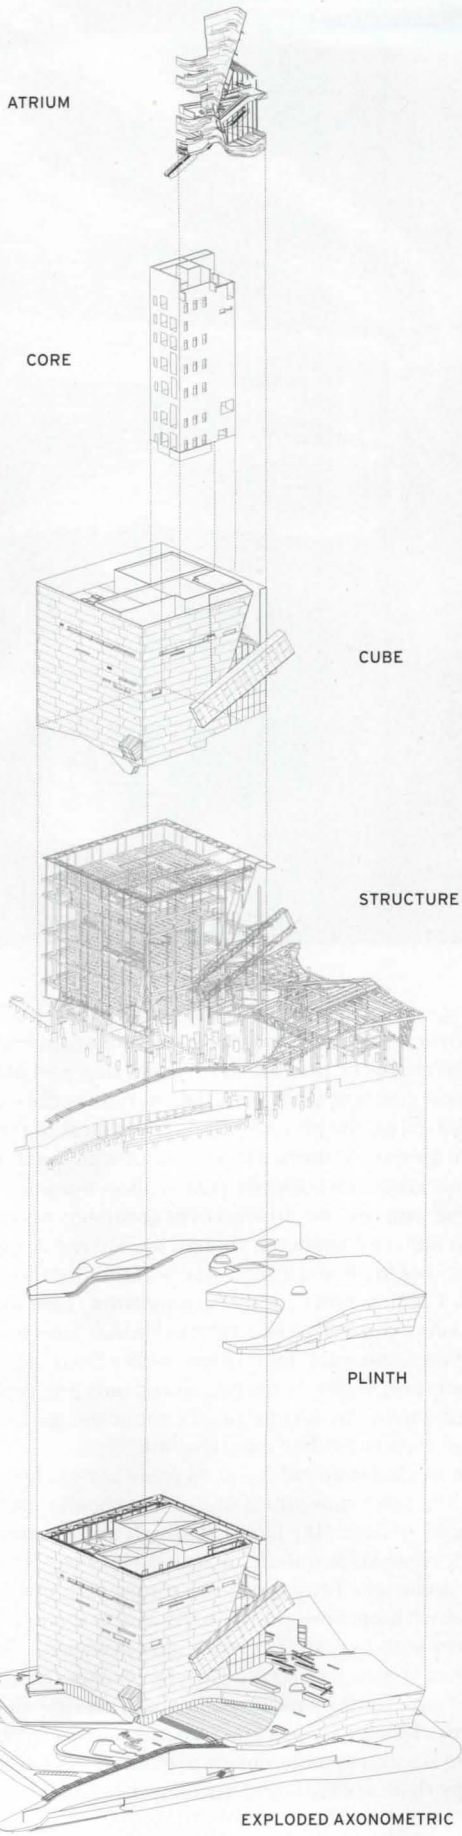 ATRIUM
CORE
CUBE
STRUCTURE
PLINTH
EXPLODED AXONOMETRIC